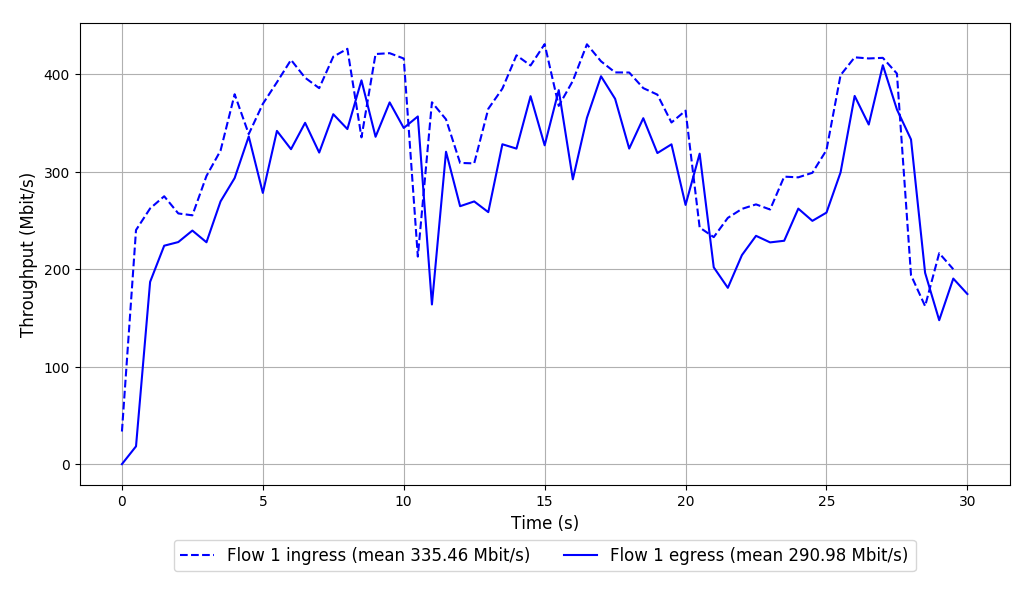 Throughput (Mbit/s)
400
300
200
100
0
0 5 10 15 20 25 30
Time (s)
Flow 1 ingress (mean 335.46 Mbit/s) Flow 1 egress (mean 290.98 Mbit/s)